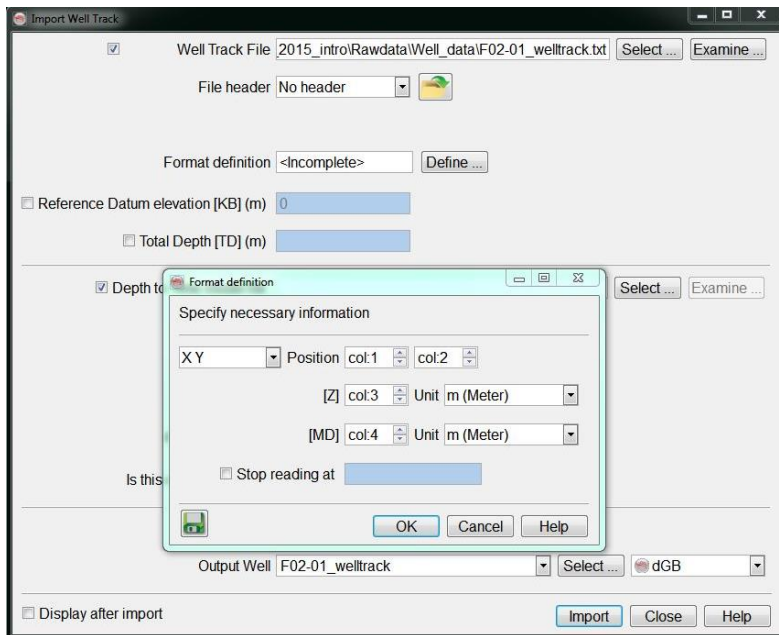 Import Well Track
Well Track File 2015_intro\Rawdata\Well_data\F02-01_welltrack.txt Select ... Examine ...
File header No header
Format definition <Incomplete> Define ...
Reference Datum elevation [KB] (m) 0
Total Depth [TD] (m)
Depth to Select ... Examine ...
Format definition
Specify necessary information
X Y Position col:1 col:2
[Z] col:3 Unit m (Meter)
[MD] col:4 Unit m (Meter)
Is this
Stop reading at
OK Cancel Help
Output Well F02-01_welltrack Select ... dGB
Display after import Import Close Help